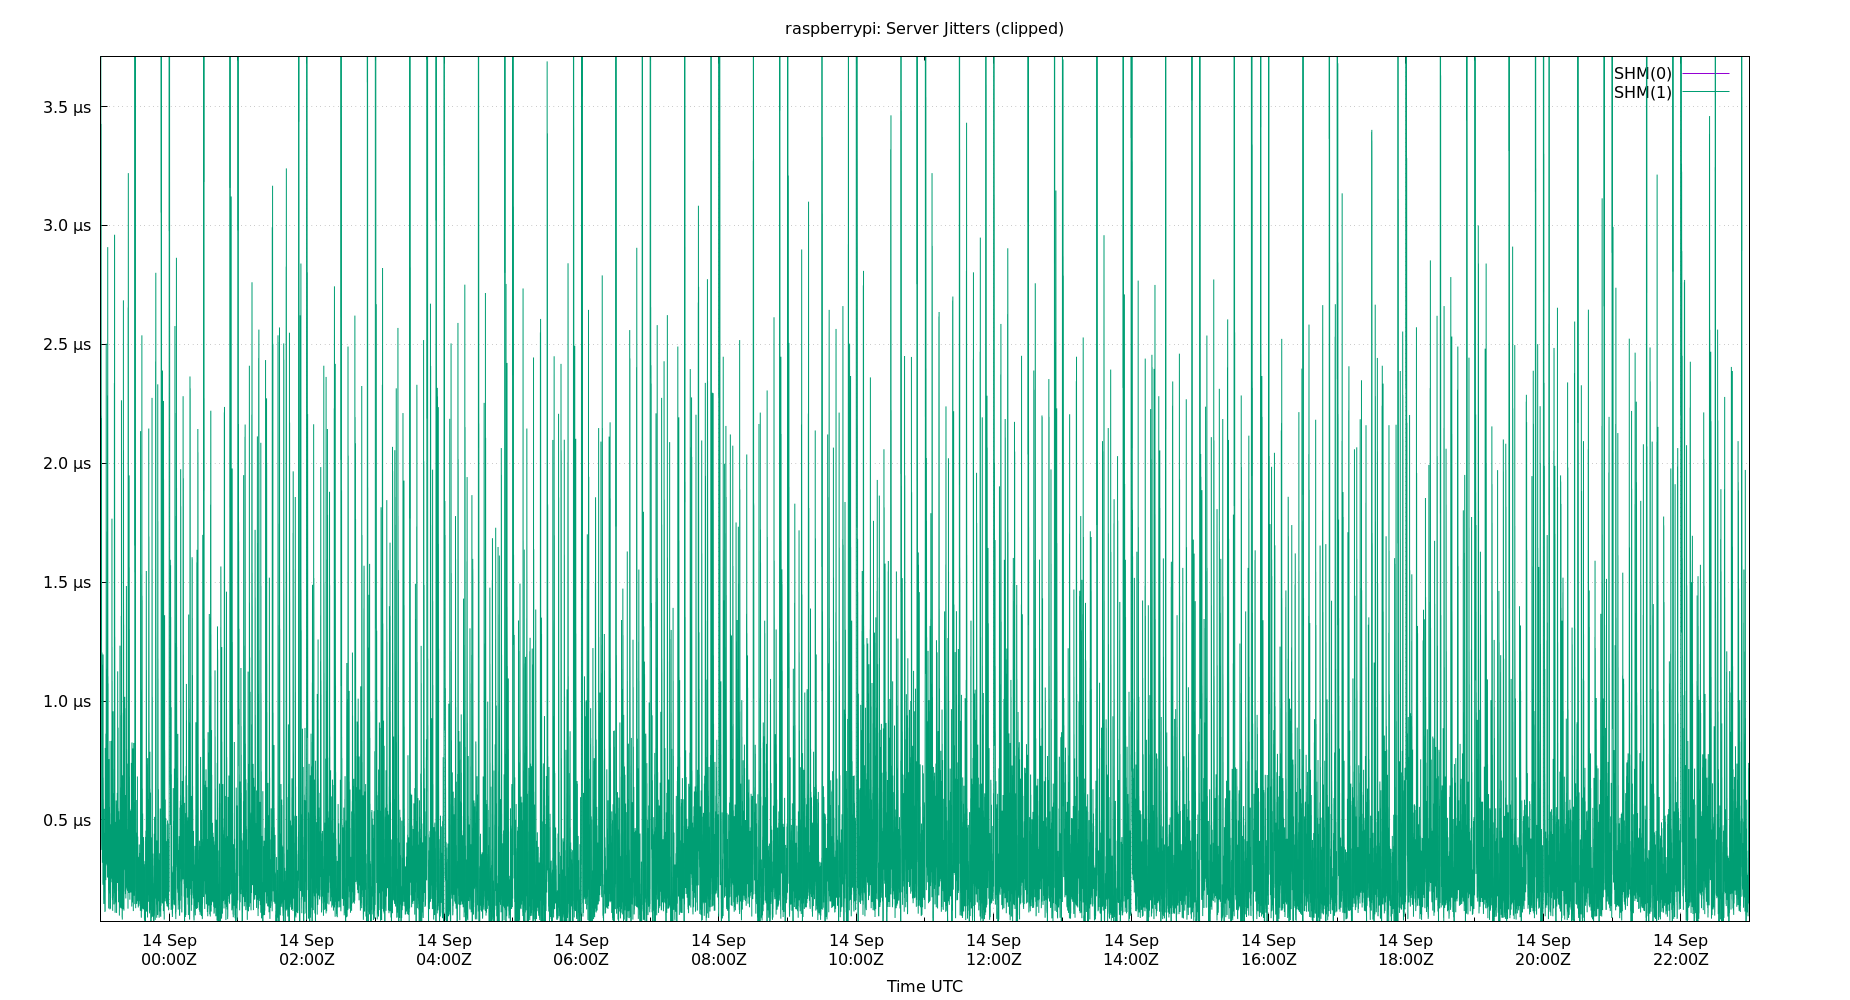 raspberrypi: Server Jitters (clipped)
SHM(0)
SHM(1)
3.5 µs
3.0 µs
2.5 µs
2.0 µs
1.5 µs
1.0 µs
0.5 µs
14 Sep 14 Sep 14 Sep 14 Sep 14 Sep 14 Sep 14 Sep 14 Sep 14 Sep 14 Sep 14 Sep 14 Sep
00:00Z 02:00Z 04:00Z 06:00Z 08:00Z 10:00Z 12:00Z 14:00Z 16:00Z 18:00Z 20:00Z 22:00Z
Time UTC